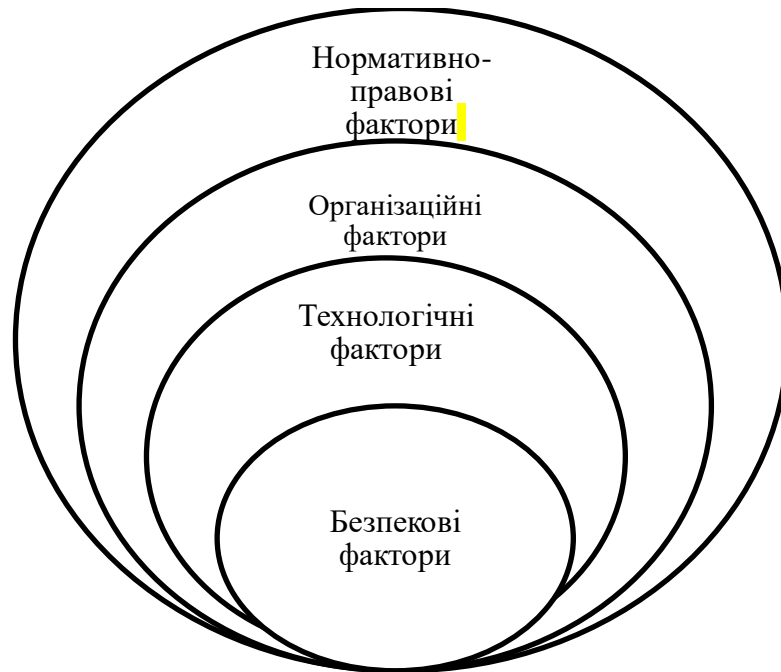 Нормативно-
правові
фактори
Організаційні
фактори
Технологічні
фактори
Безпекові
фактори